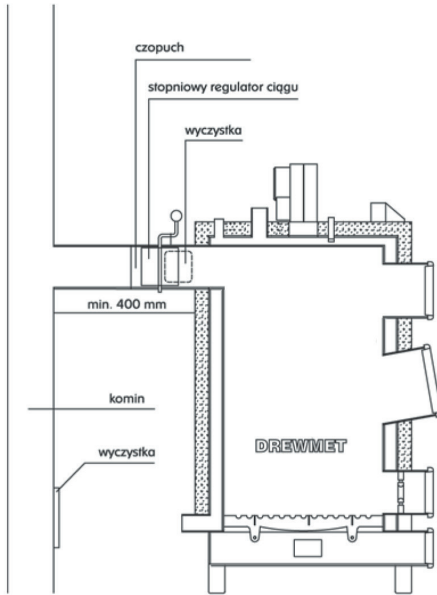 czopuch
stopniowy regulator ciągu
wyczystka
min. 400 mm
komin
DREWMET
wyczystka